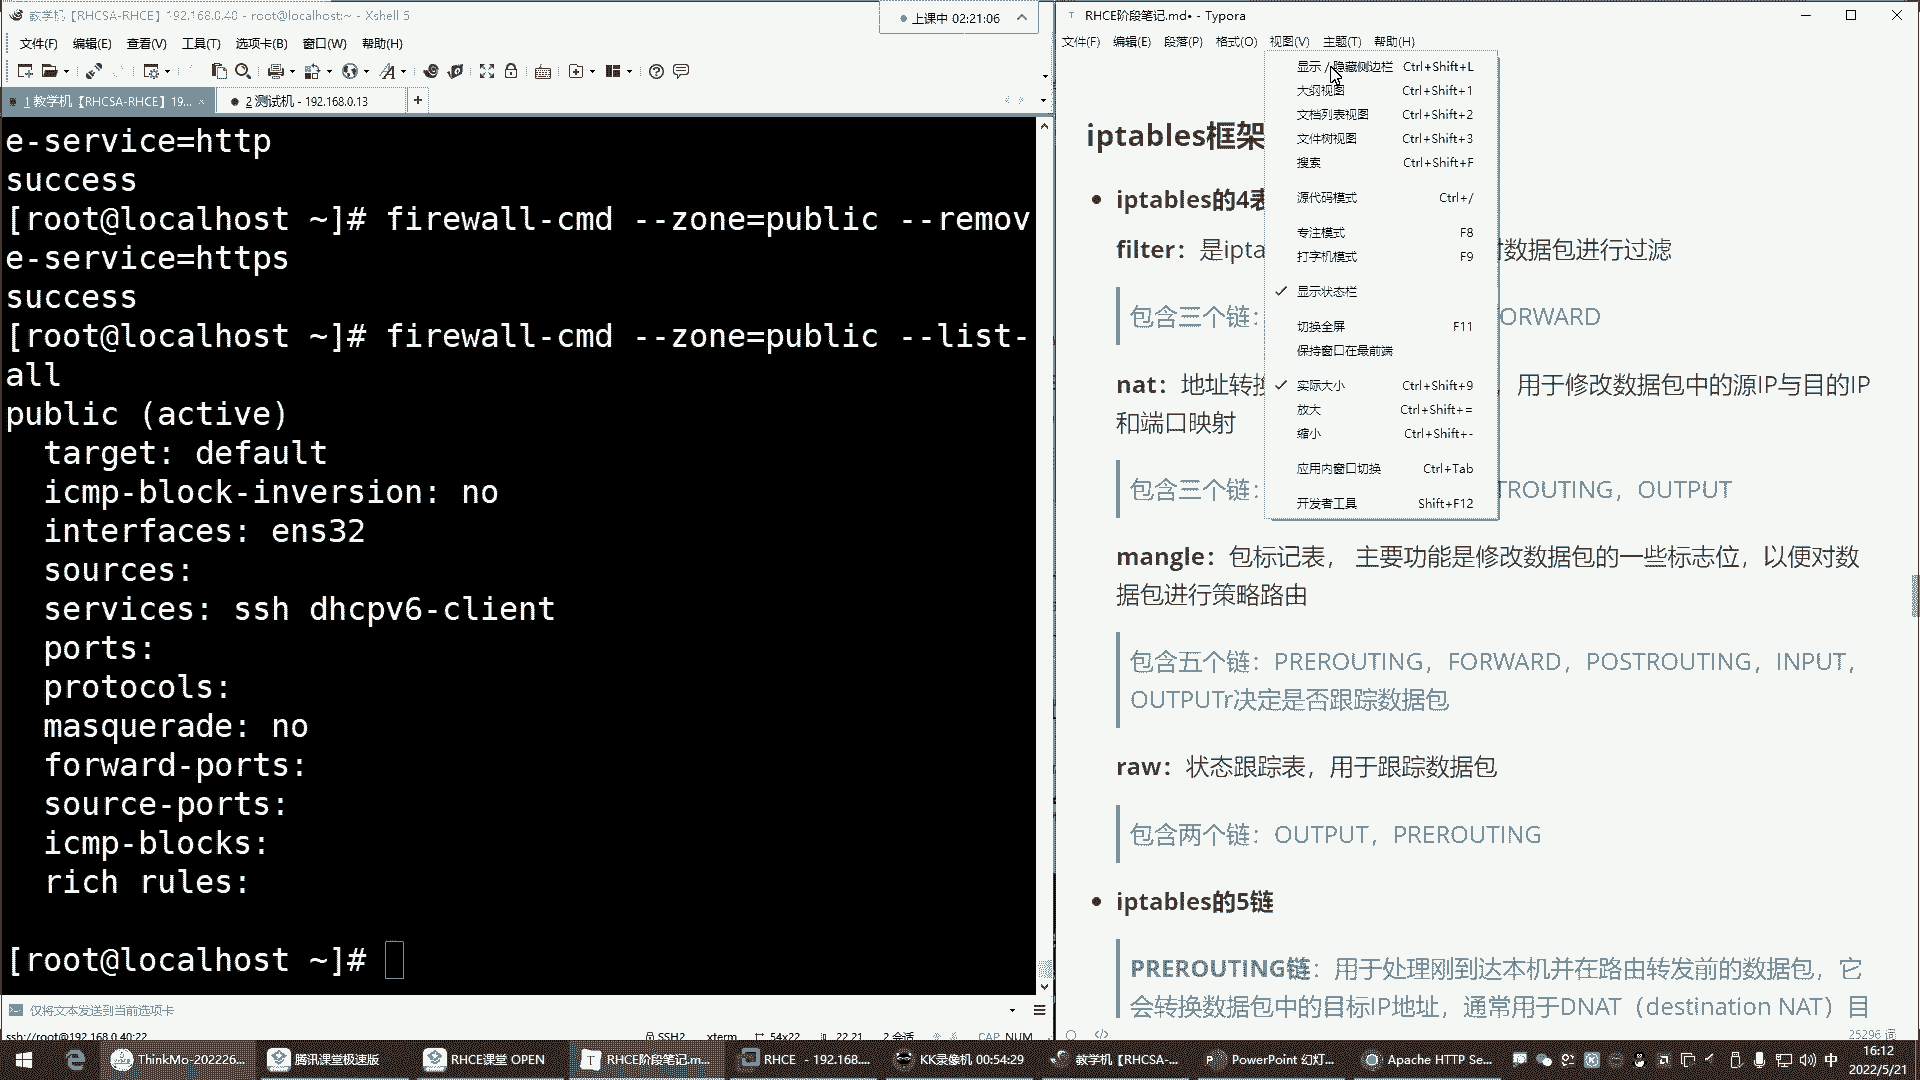 教学机【RHCSA-RHCE】192.168.0.40 - root@localhost:~ - Xshell 5
上课中 02:21:06
文件(F) 编辑(E) 查看(V) 工具(T) 选项卡(B) 窗口(W) 帮助(H)
1 教学机【RHCSA-RHCE】19... × 2 测试机 - 192.168.0.13 +
e-service=http
success
[root@localhost ~]# firewall-cmd --zone=public --remov
e-service=https
success
[root@localhost ~]# firewall-cmd --zone=public --list-
all
public (active)
target: default
icmp-block-inversion: no
interfaces: ens32
sources:
services: ssh dhcpv6-client
ports:
protocols:
masquerade: no
forward-ports:
source-ports:
icmp-blocks:
rich rules:
[root@localhost ~]#
仅将文本发送到当前选项卡
ssh://root@192.168.0.40:22 SSH2 xterm 54x22 22,21 2 会话 CAP NUM
RHCE阶段笔记.md• - Typora
文件(F) 编辑(E) 段落(P) 格式(O) 视图(V) 主题(T) 帮助(H)
显示 / 隐藏侧边栏 Ctrl+Shift+L
大纲视图 Ctrl+Shift+1
文档列表视图 Ctrl+Shift+2
文件树视图 Ctrl+Shift+3
搜索 Ctrl+Shift+F
源代码模式 Ctrl+/
专注模式 F8
打字机模式 F9
显示状态栏
切换全屏 F11
保持窗口在最前端
实际大小 Ctrl+Shift+9
放大 Ctrl+Shift+=
缩小 Ctrl+Shift+-
应用内窗口切换 Ctrl+Tab
开发者工具 Shift+F12
iptables框架
iptables的4表
filter：是ipta 数据包进行过滤
包含三个链： ORWARD
nat：地址转换 ，用于修改数据包中的源IP与目的IP
和端口映射
包含三个链： TROUTING，OUTPUT
mangle：包标记表， 主要功能是修改数据包的一些标志位，以便对数
据包进行策略路由
包含五个链：PREROUTING，FORWARD，POSTROUTING，INPUT，
OUTPUTr决定是否跟踪数据包
raw：状态跟踪表，用于跟踪数据包
包含两个链：OUTPUT，PREROUTING
iptables的5链
PREROUTING链：用于处理刚到达本机并在路由转发前的数据包，它
会转换数据包中的目标IP地址，通常用于DNAT（destination NAT）目
25296 词
ThinkMo-202226... 腾讯课堂极速版 RHCE课堂 OPEN RHCE阶段笔记.m... RHCE - 192.168.... KK录像机 00:54:29 教学机【RHCSA-... PowerPoint 幻灯... Apache HTTP Se... 中 16:12
2022/5/21